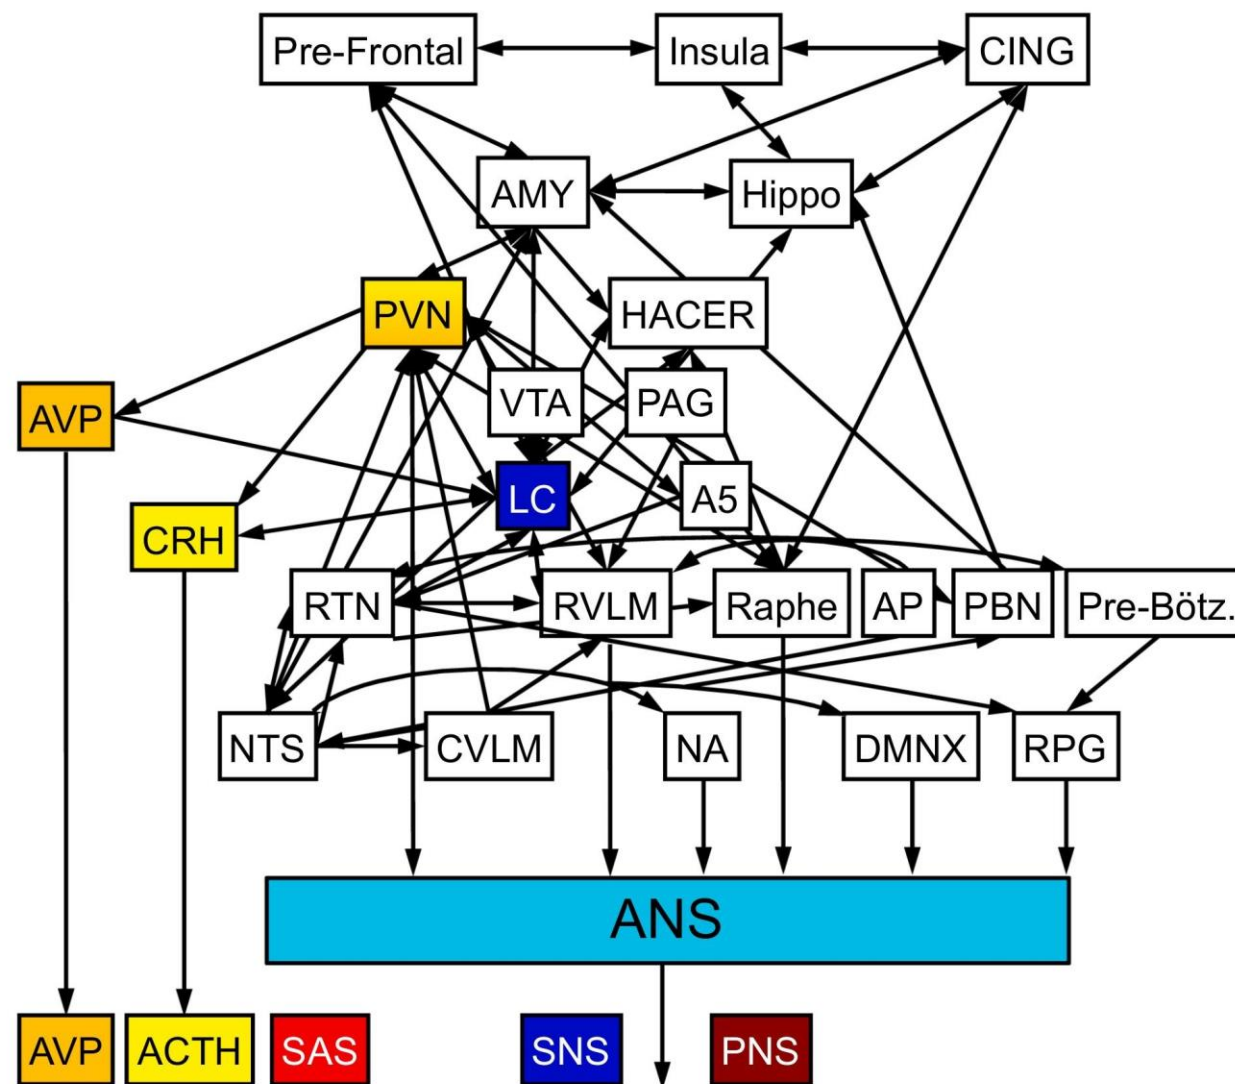 Pre-Frontal
Insula
CING
AMY
Hippo
PVN
HACER
VTA
PAG
AVP
LC
A5
CRH
RTN
RVLM
Raphe
AP
PBN
Pre-Bötz.
NTS
CVLM
NA
DMNX
RPG
ANS
AVP
ACTH
SAS
SNS
PNS